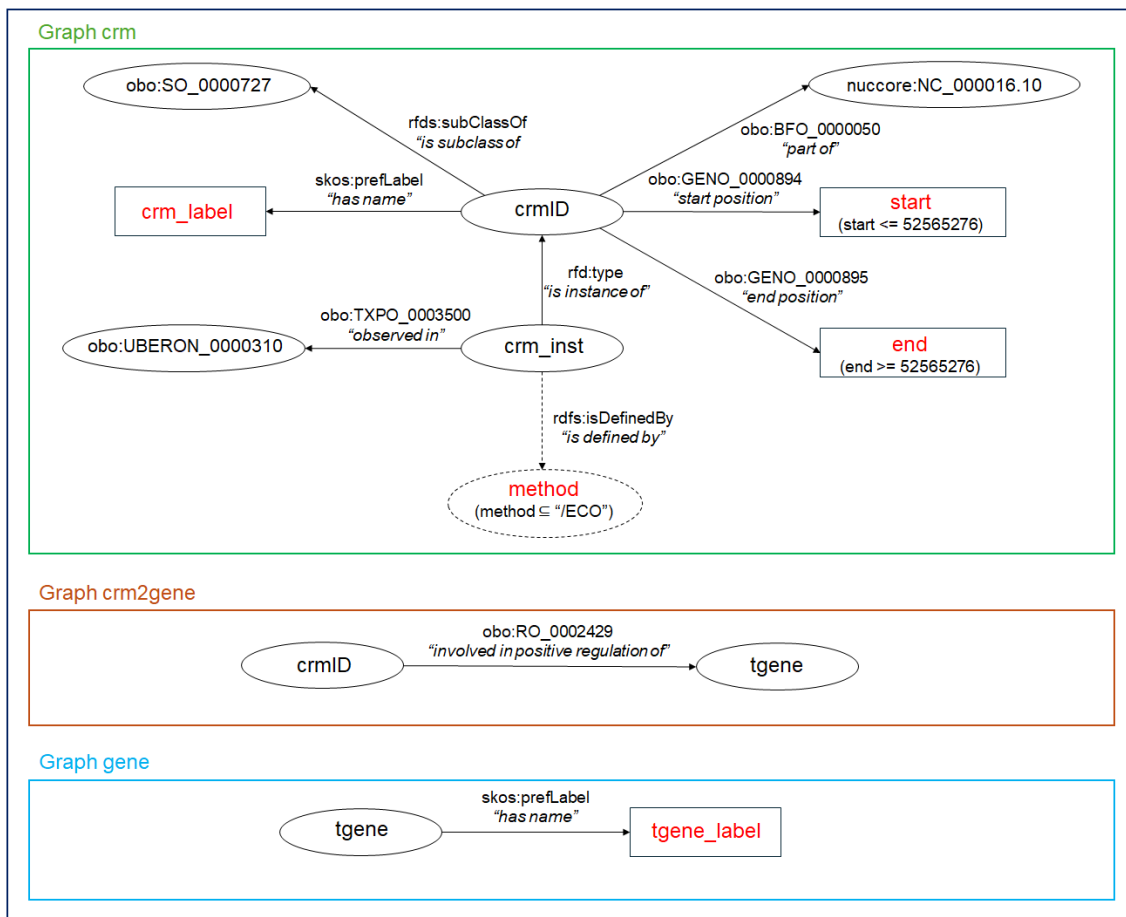 Graph crm
obo:SO_0000727
nuccore:NC_000016.10
rfds:subClassOf
“is subclass of
obo:BFO_0000050
“part of”
skos:prefLabel
“has name”
obo:GENO_0000894
“start position”
crm_label
crmID
start
(start <= 52565276)
rfd:type
“is instance of”
obo:GENO_0000895
“end position”
obo:TXPO_0003500
“observed in”
obo:UBERON_0000310
crm_inst
end
(end >= 52565276)
rdfs:isDefinedBy
“is defined by”
method
(method ⊆ “/ECO”)
Graph crm2gene
obo:RO_0002429
“involved in positive regulation of”
crmID
tgene
Graph gene
skos:prefLabel
“has name”
tgene
tgene_label